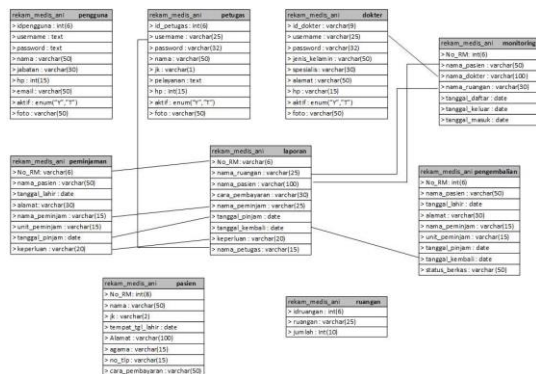 rekam_medis_ani pengguna
> idpengguna : int(6)
> username : text
> password : text
> nama : varchar(50)
> jabatan : varchar(30)
> hp : int(15)
> email : varchar(50)
> aktif : enum("Y","T")
> foto : varchar(50)
rekam_medis_ani petugas
> id_petugas : int(6)
> username : varchar(25)
> password : varchar(32)
> nama : varchar(50)
> jk : varchar(1)
> pelayanan : text
> hp : int(15)
> aktif : enum("Y","T")
> foto : varchar(50)
rekam_medis_ani dokter
> id_dokter : varchar(9)
> username : varchar(25)
> password : varchar(32)
> jenis_kelamin : varchar(50)
> spesialis : varchar(30)
> alamat : varchar(50)
> hp : varchar(15)
> aktif : enum("Y","T")
> foto : varchar(50)
rekam_medis_ani monitoring
> No_RM : int(6)
> nama_pasien : varchar(50)
> nama_dokter : varchar(100)
> nama_ruangan : varchar(50)
> tanggal_daftar : date
> tanggal_keluar : date
> tanggal_masuk : date
rekam_medis_ani peminjaman
> No_RM : varchar(6)
> nama_pasien : varchar(50)
> tanggal_lahir : date
> alamat : varchar(30)
> nama_peminjam : varchar(15)
> unit_peminjam : varchar(15)
> tanggal_pinjam : date
> keperluan : varchar(20)
rekam_medis_ani laporan
> No_RM : varchar(6)
> nama_ruangan : varchar(25)
> nama_pasien : varchar(100)
> cara_pembayaran : varchar(30)
> nama_peminjam : varchar(25)
> tanggal_pinjam : date
> tanggal_kembali : date
> keperluan : varchar(20)
> nama_petugas : varchar(15)
rekam_medis_ani pengembalian
> No_RM : int(6)
> nama_pasien : varchar(50)
> tanggal_lahir : date
> alamat : varchar(30)
> nama_peminjam : varchar(15)
> unit_peminjam : varchar(15)
> tanggal_pinjam : date
> tanggal_kembali : date
> status_berkas : varchar (50)
rekam_medis_ani pasien
> No_RM : int(8)
> nama : varchar(50)
> jk : varchar(2)
> tempat_tgl_lahir : date
> Alamat : varchar(100)
> agama : varchar(15)
> no_tlp : varchar(15)
> cara_pembayaran : varchar(50)
rekam_medis_ani ruangan
> idruangan : int(6)
> ruangan : varchar(25)
> jumlah : int(10)